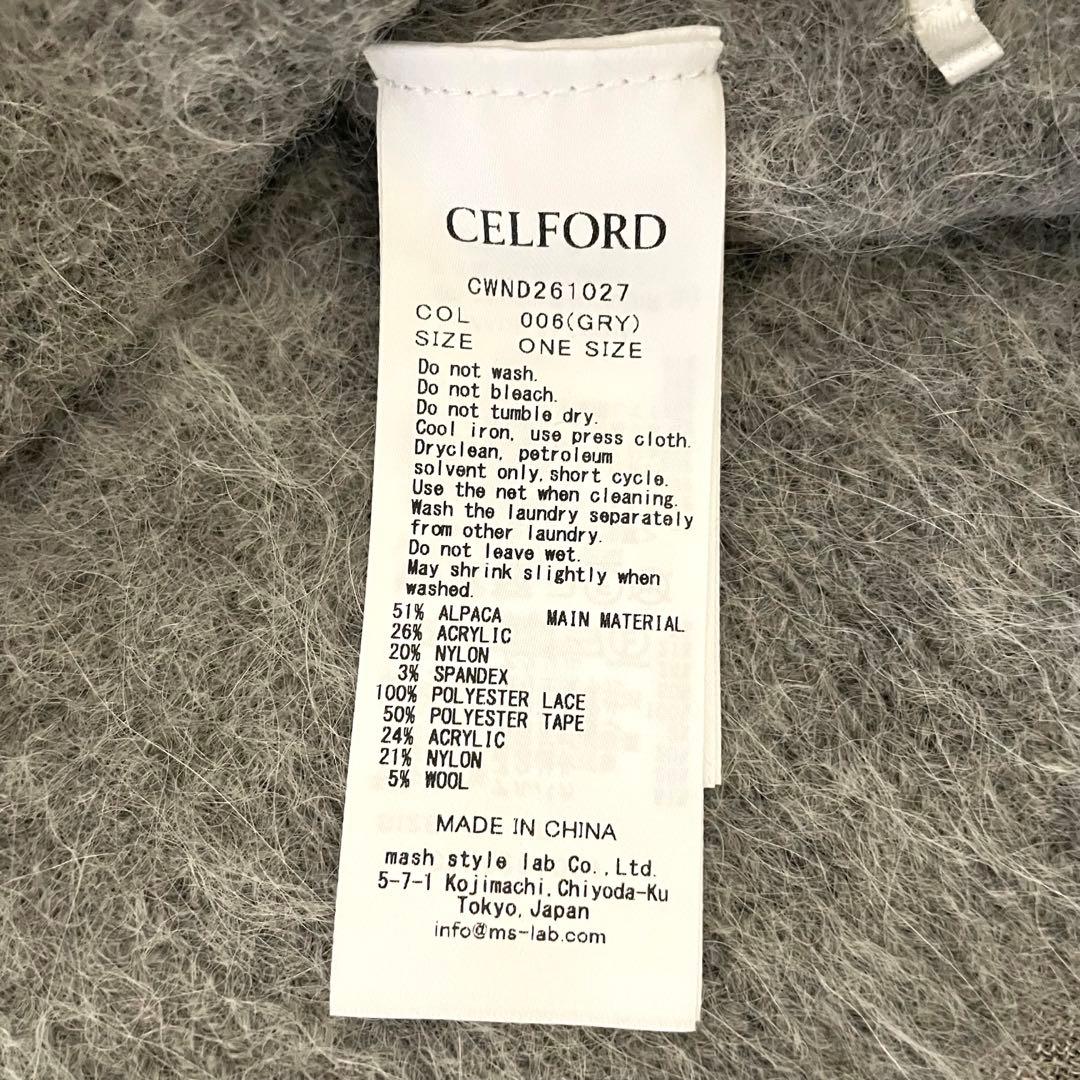 CELFORD
CWND261027
COL 006(GRY)
SIZE ONE SIZE
Do not wash.
Do not bleach.
Do not tumble dry.
Cool iron, use press cloth.
Dryclean, petroleum
solvent only, short cycle.
Use the net when cleaning.
Wash the laundry separately
from other laundry.
Do not leave wet.
May shrink slightly when
washed.
51% ALPACA MAIN MATERIAL
26% ACRYLIC
20% NYLON
3% SPANDEX
100% POLYESTER LACE
50% POLYESTER TAPE
24% ACRYLIC
21% NYLON
5% WOOL
MADE IN CHINA
mash style lab Co.,Ltd.
5-7-1 Kojimachi, Chiyoda-Ku
Tokyo, Japan
info@ms-lab.com